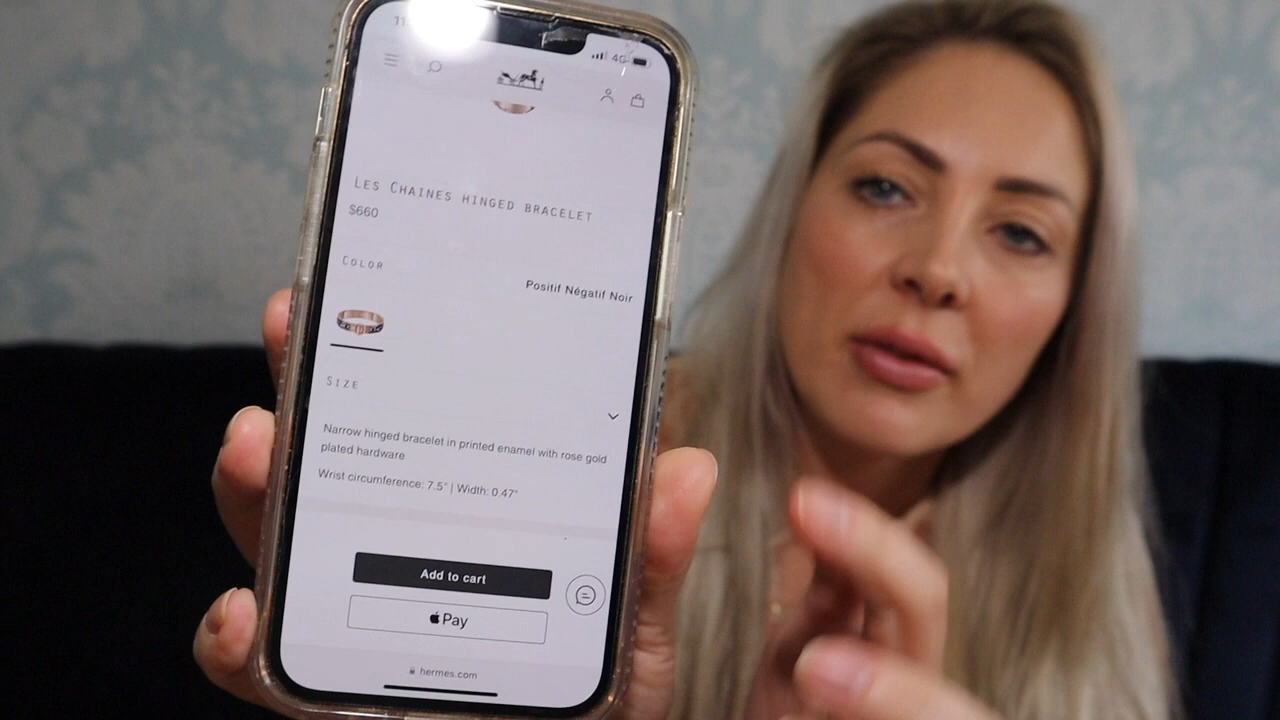 4G
LES CHAINES HINGED BRACELET
$660
COLOR
Positif Négatif Noir
SIZE
Narrow hinged bracelet in printed enamel with rose gold
plated hardware
Wrist circumference: 7.5" | Width: 0.47"
Add to cart
Pay
hermes.com